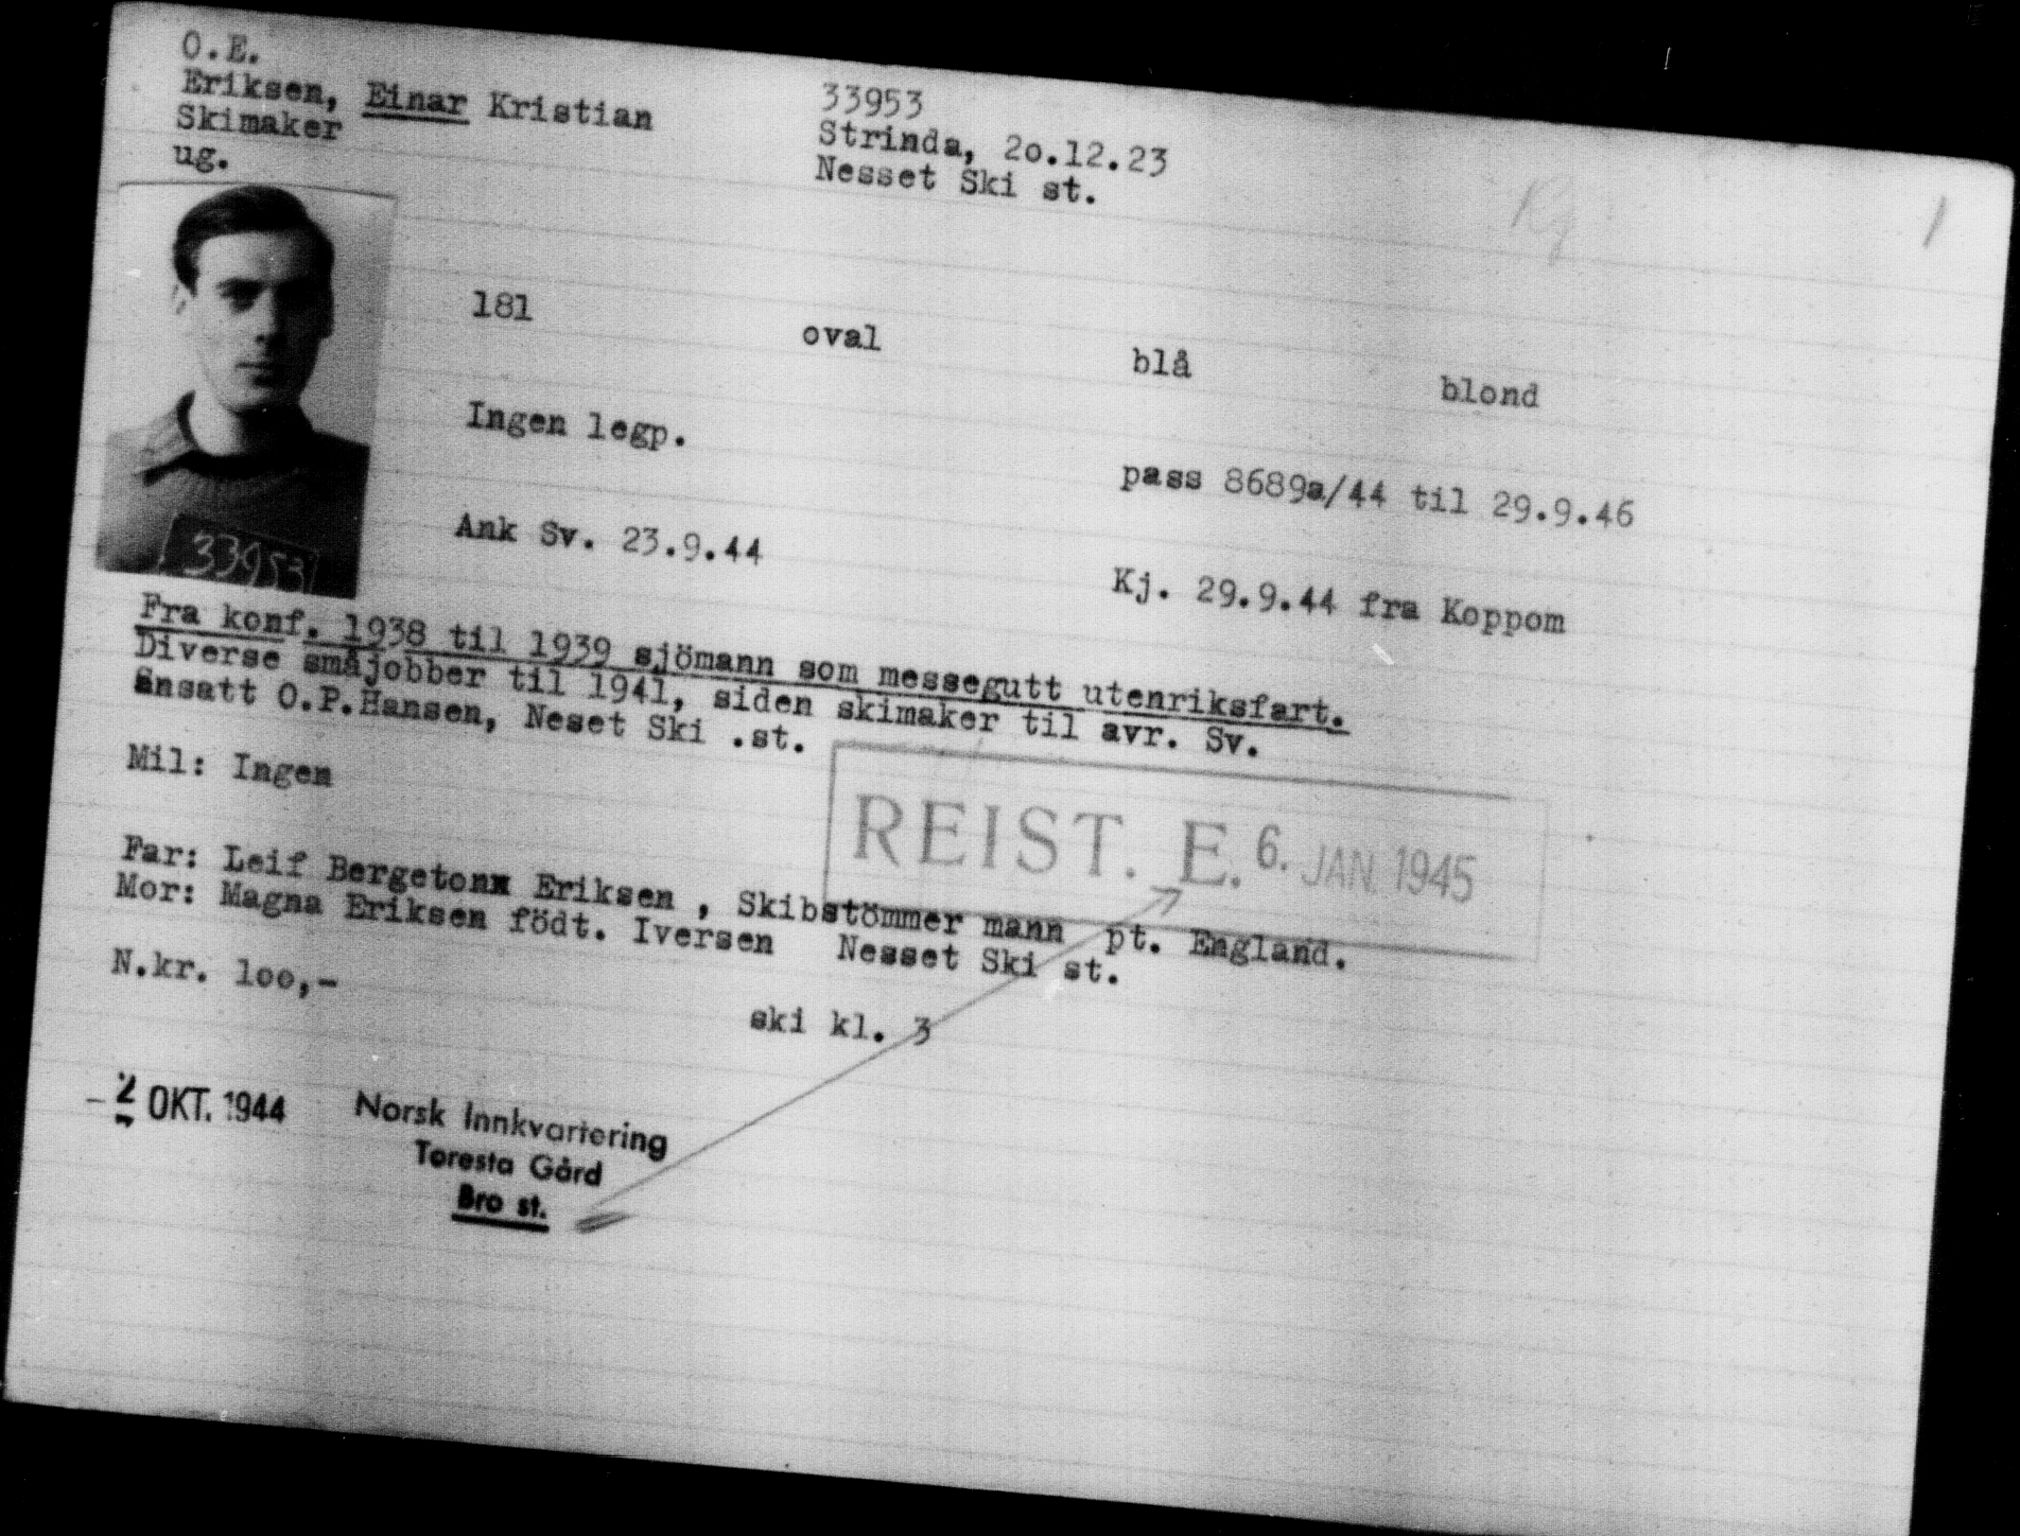 O.E.
Eriksen, Einar Kristian
Skimaker
ug.
33953
Strinda, 2o.12.23
Nesset Ski st.
181 oval blå blond
Ingen legp. pass 8689a/44 til 29.9.46
Ank Sv. 23.9.44 Kj. 29.9.44 fra Koppom
33953
Fra konf. 1938 til 1939 sjömann som messegutt utenriksfart.
Diverse småjobber til 1941, siden skimaker til avr. Sv.
Ansatt O.P.Hansen, Neset Ski .st.
Mil: Ingen
REIST. E. 6. JAN. 1945
Far: Leif Bergetonx Eriksen , Skibstömmer mann pt. England.
Mor: Magna Eriksen födt. Iversen Nesset Ski st.
N.kr. loo,-
ski kl. 3
- 2 OKT. 1944
Norsk Innkvartering
Toresta Gård
Bro st.